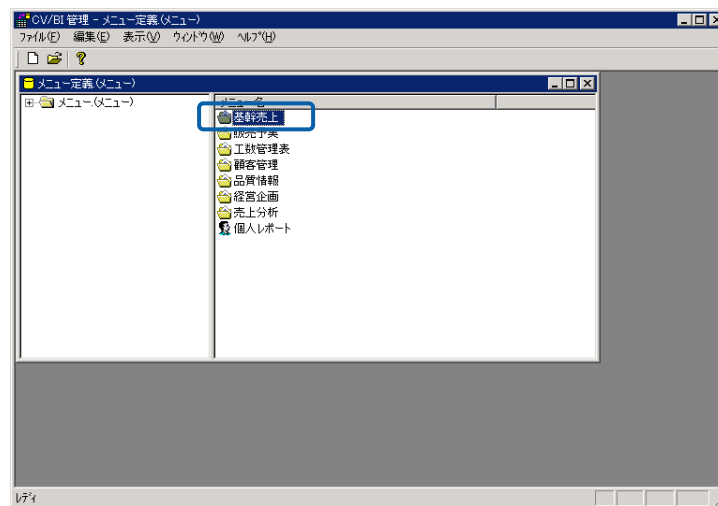 CV/BI 管理 - メニュー定義(メニュー)
ファイル(F) 編集(E) 表示(V) ウィンドウ(W) ヘルプ(H)
メニュー定義(メニュー)
メニュー.(メニュー)
メニュー名
基幹売上
販売予実
工数管理表
顧客管理
品質情報
経営企画
売上分析
個人レポート
レディ